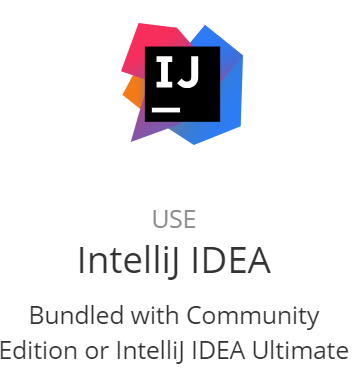 IJ
USE
IntelliJ IDEA
Bundled with Community
Edition or IntelliJ IDEA Ultimate